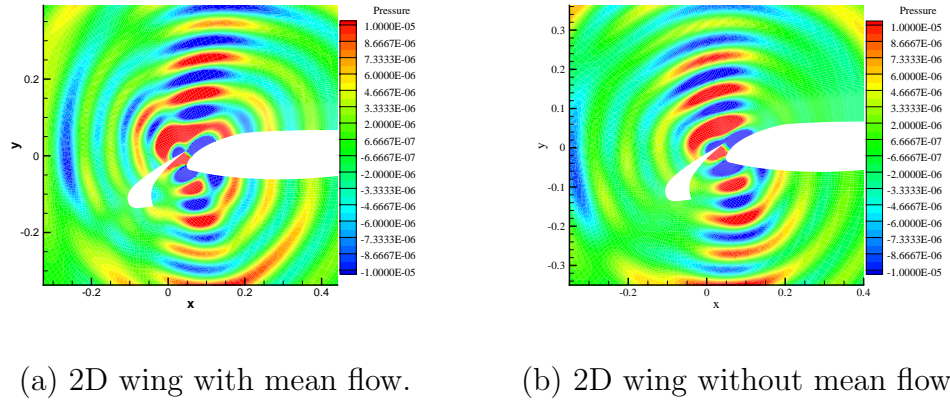 Pressure
1.0000E-05
8.6667E-06
7.3333E-06
6.0000E-06
4.6667E-06
3.3333E-06
2.0000E-06
6.6667E-07
-6.6667E-07
-2.0000E-06
-3.3333E-06
-4.6667E-06
-6.0000E-06
-7.3333E-06
-8.6667E-06
-1.0000E-05
y
0.2
0
-0.2
-0.2
0
0.2
0.4
x
(a) 2D wing with mean flow.
Pressure
1.0000E-05
8.6667E-06
7.3333E-06
6.0000E-06
4.6667E-06
3.3333E-06
2.0000E-06
6.6667E-07
-6.6667E-07
-2.0000E-06
-3.3333E-06
-4.6667E-06
-6.0000E-06
-7.3333E-06
-8.6667E-06
-1.0000E-05
y
0.3
0.2
0.1
0
-0.1
-0.2
-0.3
-0.2
0
0.2
0.4
x
(b) 2D wing without mean flow